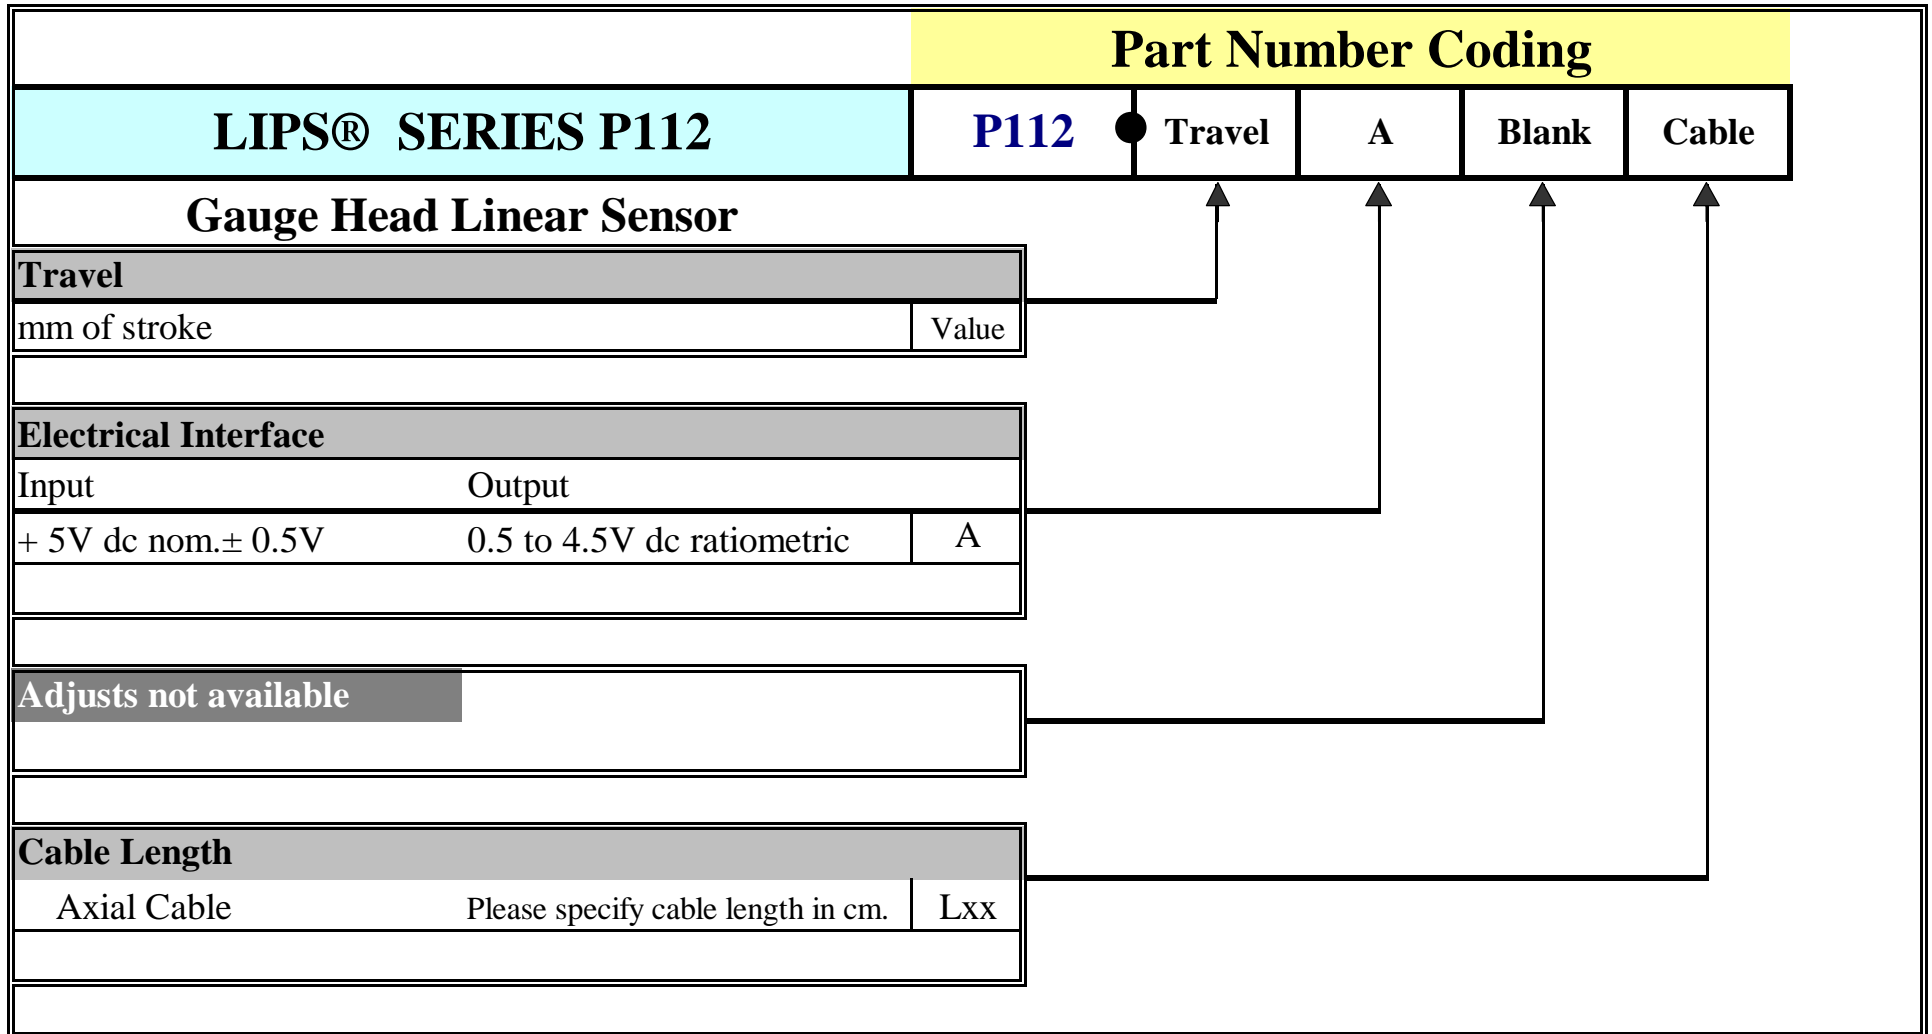 Part Number Coding
LIPS® SERIES P112 P112 ● Travel A Blank Cable
Gauge Head Linear Sensor
Travel
mm of stroke Value
Electrical Interface
Input Output
+ 5V dc nom.± 0.5V 0.5 to 4.5V dc ratiometric A
Adjusts not available
Cable Length
Axial Cable Please specify cable length in cm. Lxx